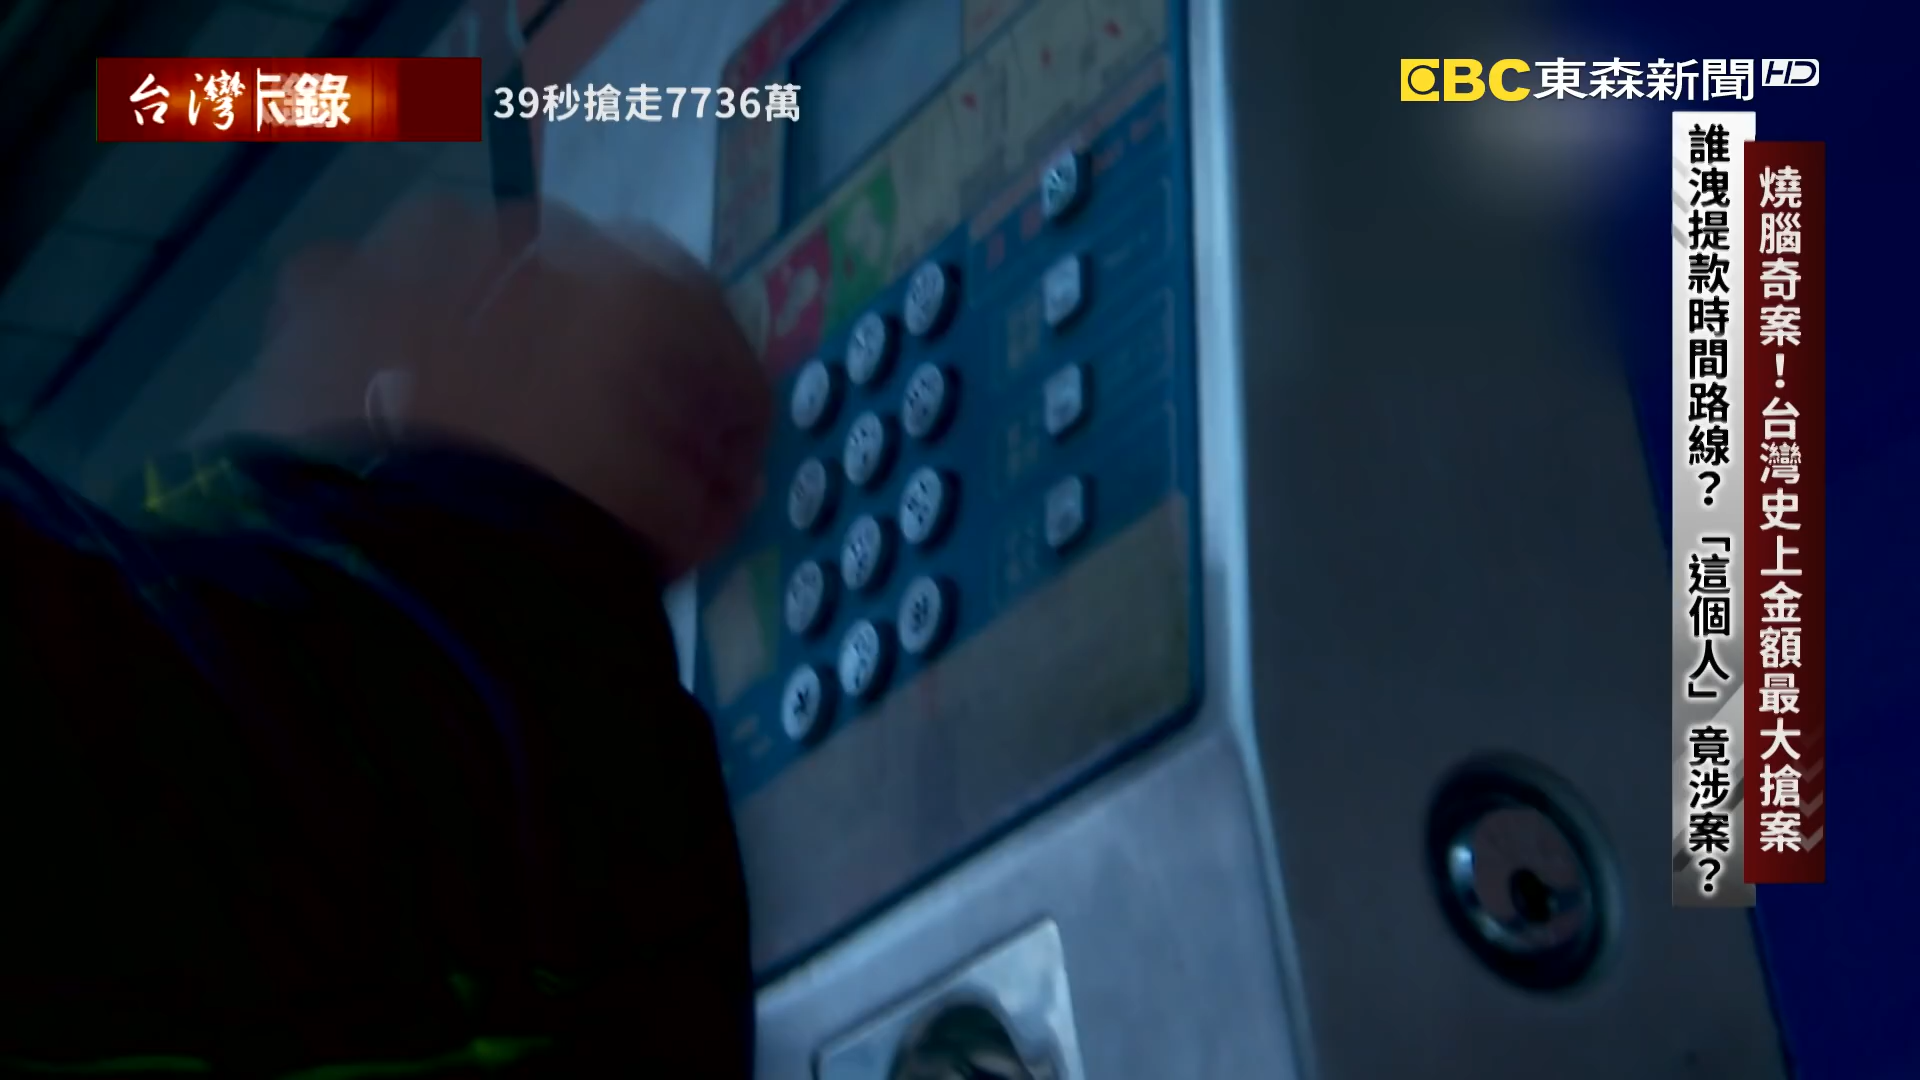 台灣
錄
39秒搶走7736萬
EBC東森新聞HD
燒腦奇案！台灣史上金額最大搶案
誰洩提款時間路線？「這個人」竟涉案？